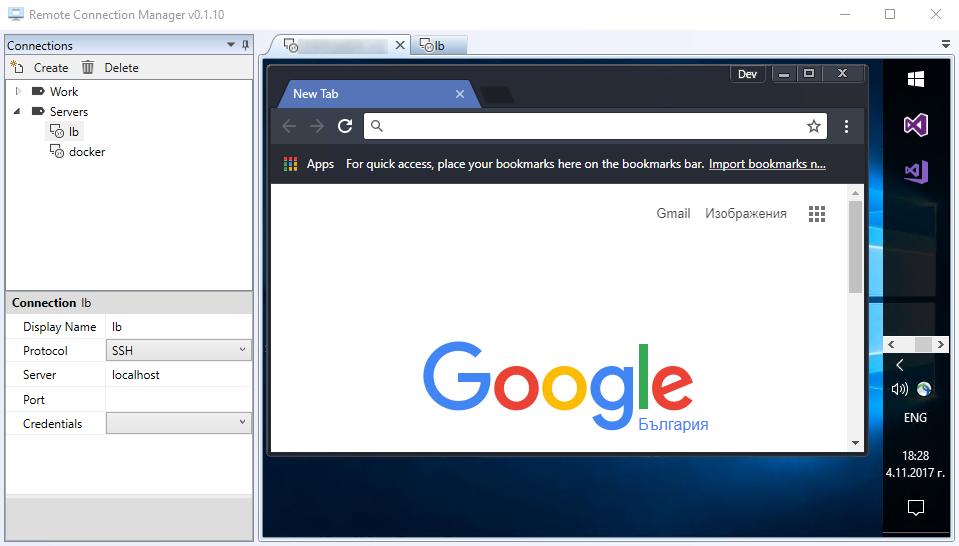 Remote Connection Manager v0.1.10
Connections
Create Delete
Work
Servers
lb
docker
Connection lb
Display Name lb
Protocol SSH
Server localhost
Port
Credentials
lb
Dev
New Tab
Apps For quick access, place your bookmarks here on the bookmarks bar. Import bookmarks n...
Gmail Изображения
Google
България
ENG
18:28
4.11.2017 г.